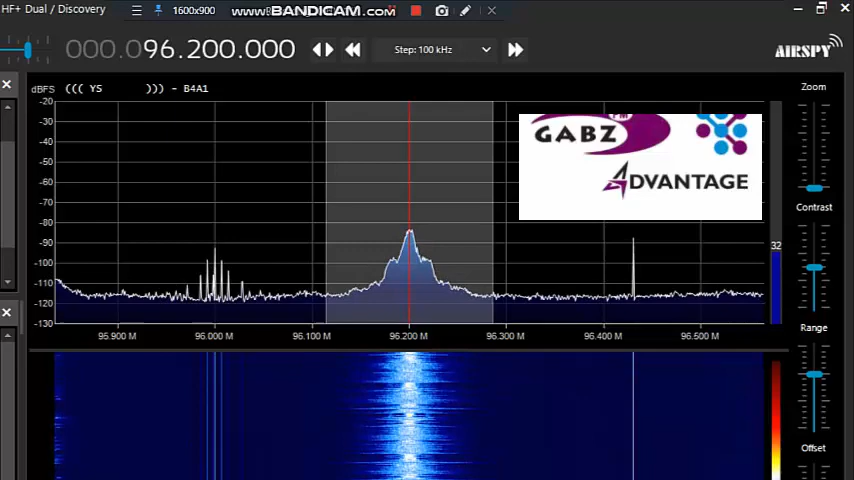 HF+ Dual / Discovery
1600x900
www.BANDICAM.com
000.096.200.000
Step: 100 kHz
AIRSPY
Zoom
dBFS
((( YS ))) - B4A1
-20
-30
-40
-50
-60
-70
-80
-90
-100
-110
-120
-130
GABZ FM
ADVANTAGE
Contrast
32
95.900 M
96.000 M
96.100 M
96.200 M
96.300 M
96.400 M
96.500 M
Range
Offset